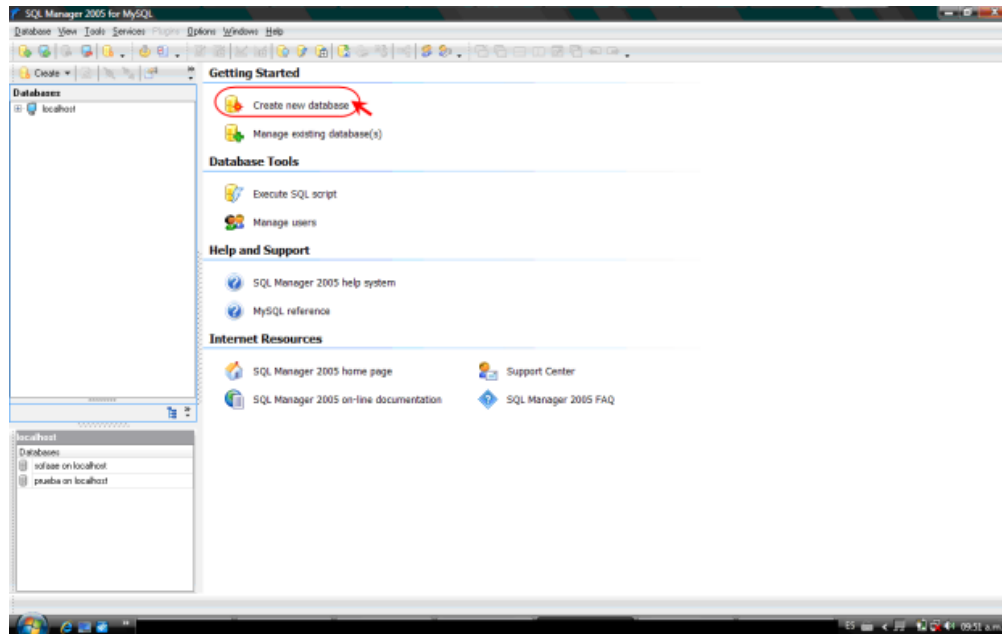 SQL Manager 2005 for MySQL
Database View Tools Services Plugins Options Windows Help
Create
Databases
localhost
Getting Started
Create new database
Manage existing database(s)
Database Tools
Execute SQL script
Manage users
Help and Support
SQL Manager 2005 help system
MySQL reference
Internet Resources
SQL Manager 2005 home page
Support Center
SQL Manager 2005 on-line documentation
SQL Manager 2005 FAQ
localhost
Databases
sofaae on localhost
prueba on localhost
ES
09:51 a.m.